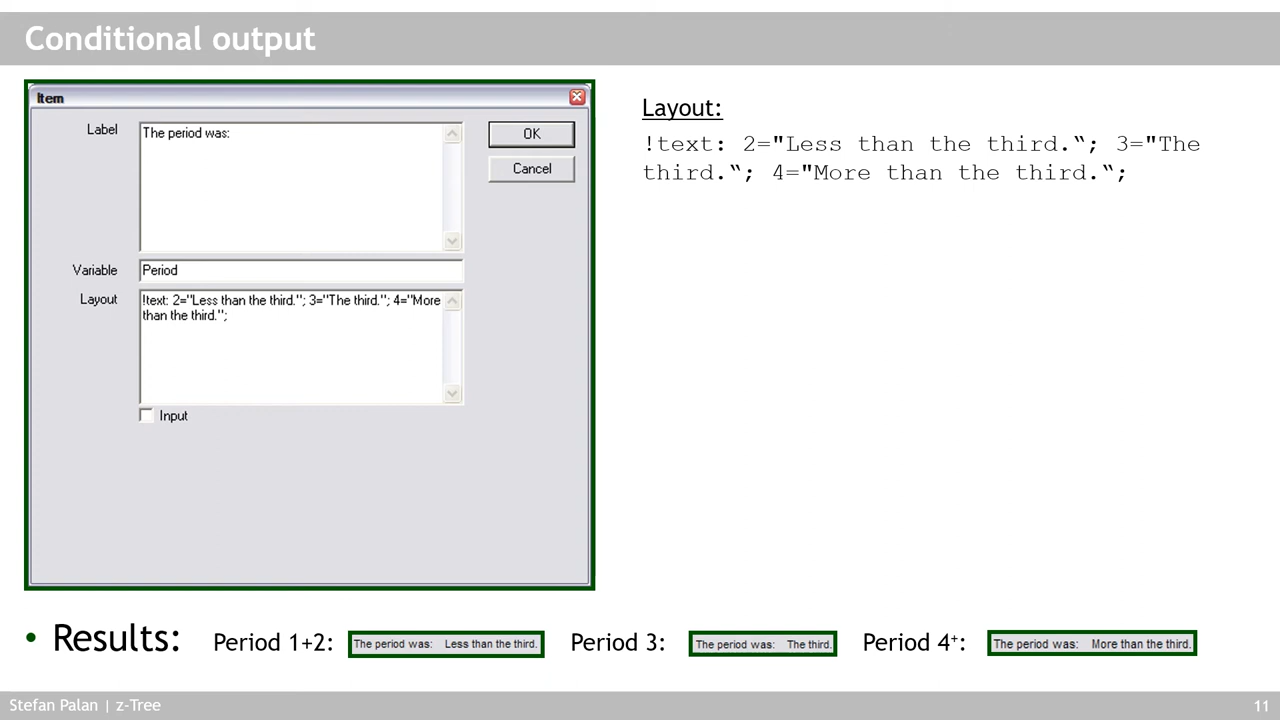 Conditional output
Item
Label
The period was:
OK
Cancel
Variable
Period
Layout
!text: 2="Less than the third."; 3="The third."; 4="More
than the third.";
Input
Layout:
!text: 2="Less than the third.“; 3="The
third.“; 4="More than the third.“;
• Results:
Period 1+2:
The period was: Less than the third.
Period 3:
The period was: The third.
Period 4⁺:
The period was: More than the third.
Stefan Palan | z-Tree
11